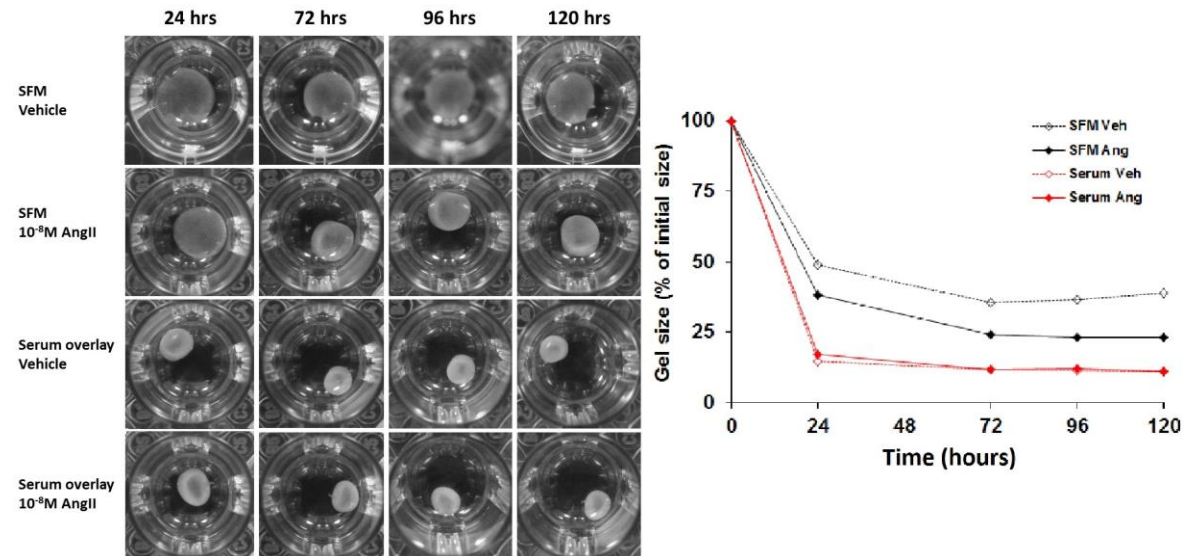 24 hrs 72 hrs 96 hrs 120 hrs
SFM
Vehicle
SFM
10⁻⁸M AngII
Serum overlay
Vehicle
Serum overlay
10⁻⁸M AngII
Gel size (% of initial size)
100
75
50
25
0
0 24 48 72 96 120
Time (hours)
SFM Veh
SFM Ang
Serum Veh
Serum Ang